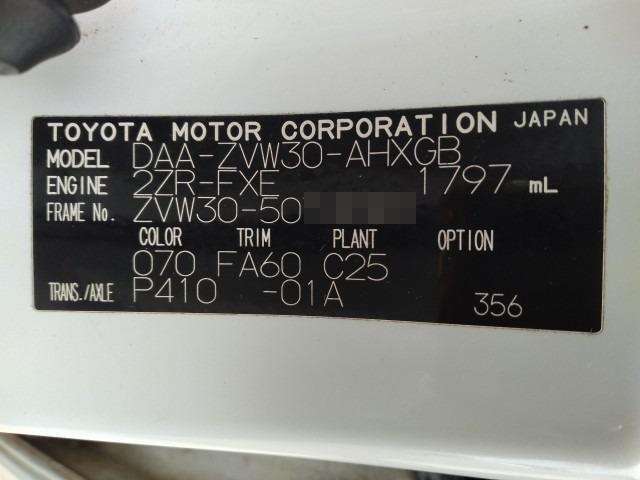 TOYOTA MOTOR CORPORATION JAPAN
MODEL DAA-ZVW30-AHXGB
ENGINE 2ZR-FXE 1797 mL
FRAME No. ZVW30-50
COLOR TRIM PLANT OPTION
070 FA60 C25
TRANS./AXLE P410 -01A 356